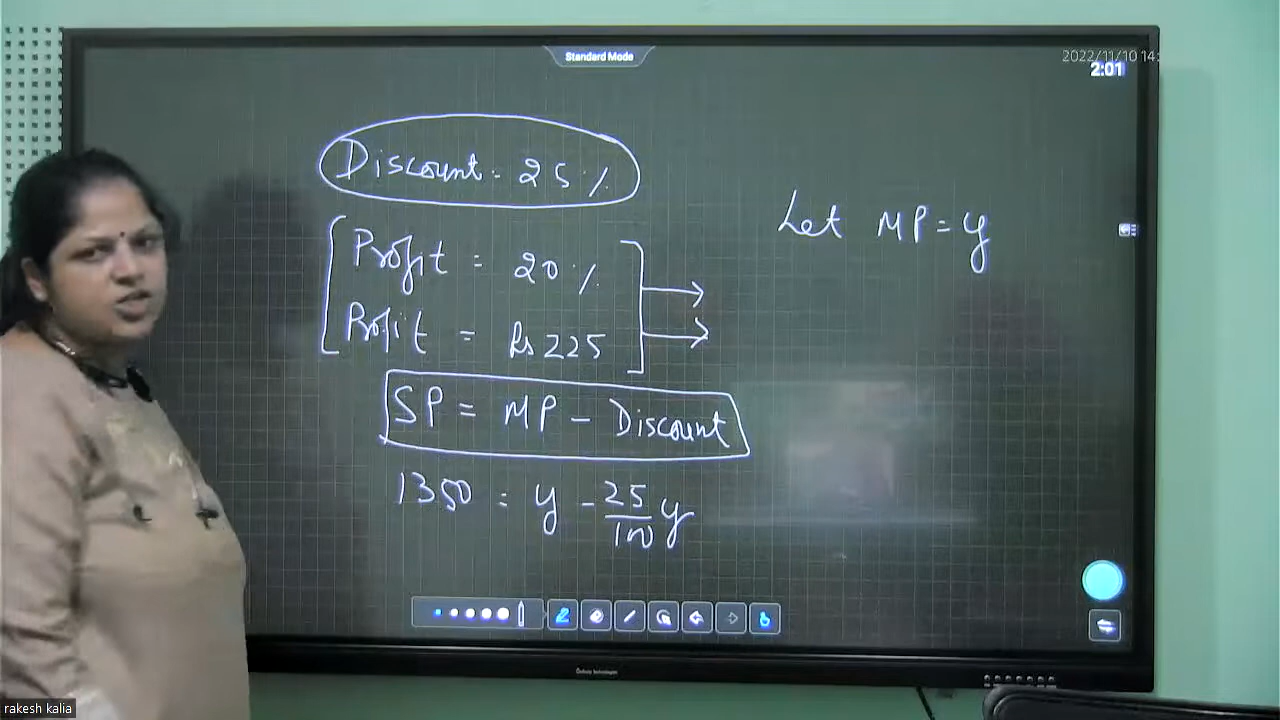 Standard Mode
2022/11/10 14:
2:01
Discount = 25%
Let MP = y
Profit = 20%
Profit = Rs 225
SP = MP - Discount
1350 = y - 25/100 y
rakesh kalia